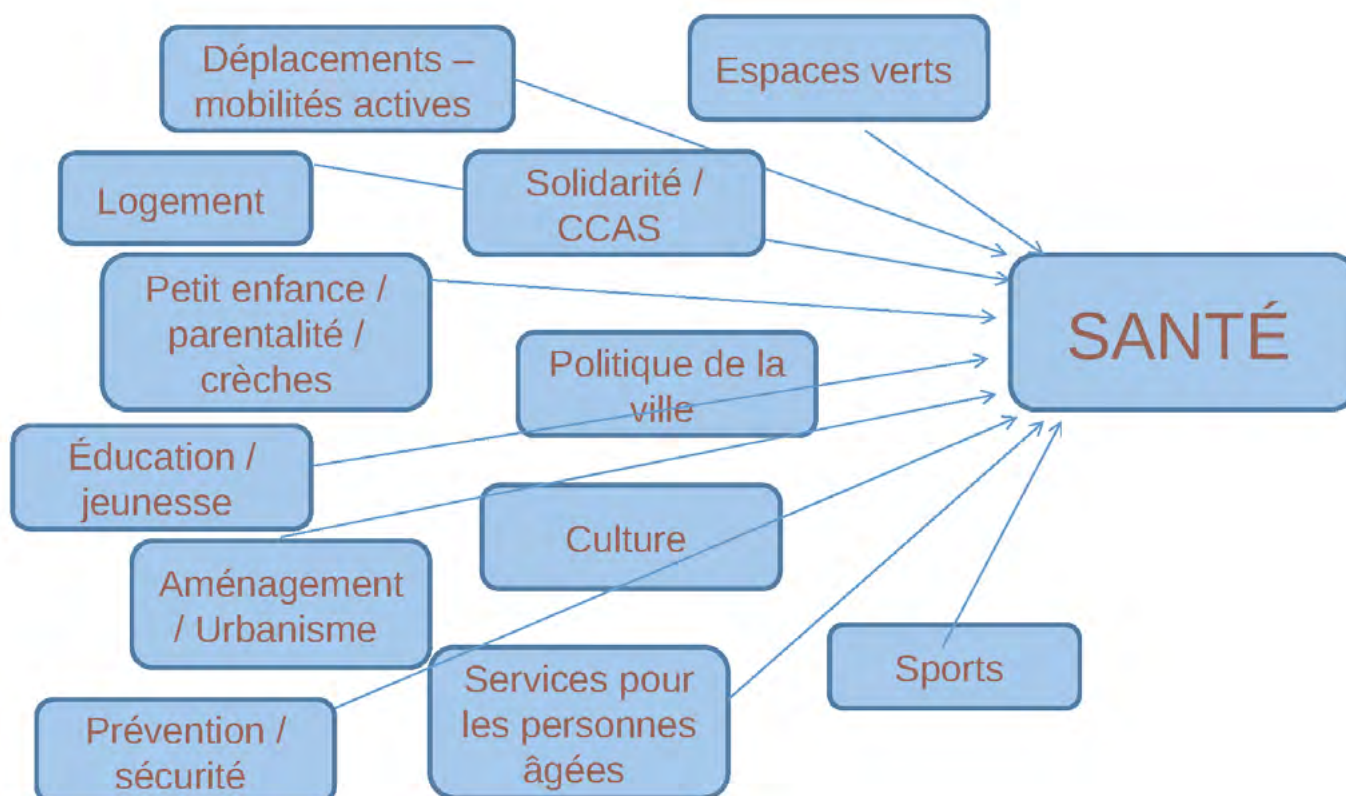 Déplacements –
mobilités actives
Espaces verts
Logement
Solidarité /
CCAS
Petit enfance /
parentalité /
crèches
SANTÉ
Politique de la
ville
Éducation /
jeunesse
Culture
Aménagement
/ Urbanisme
Sports
Services pour
les personnes
âgées
Prévention /
sécurité